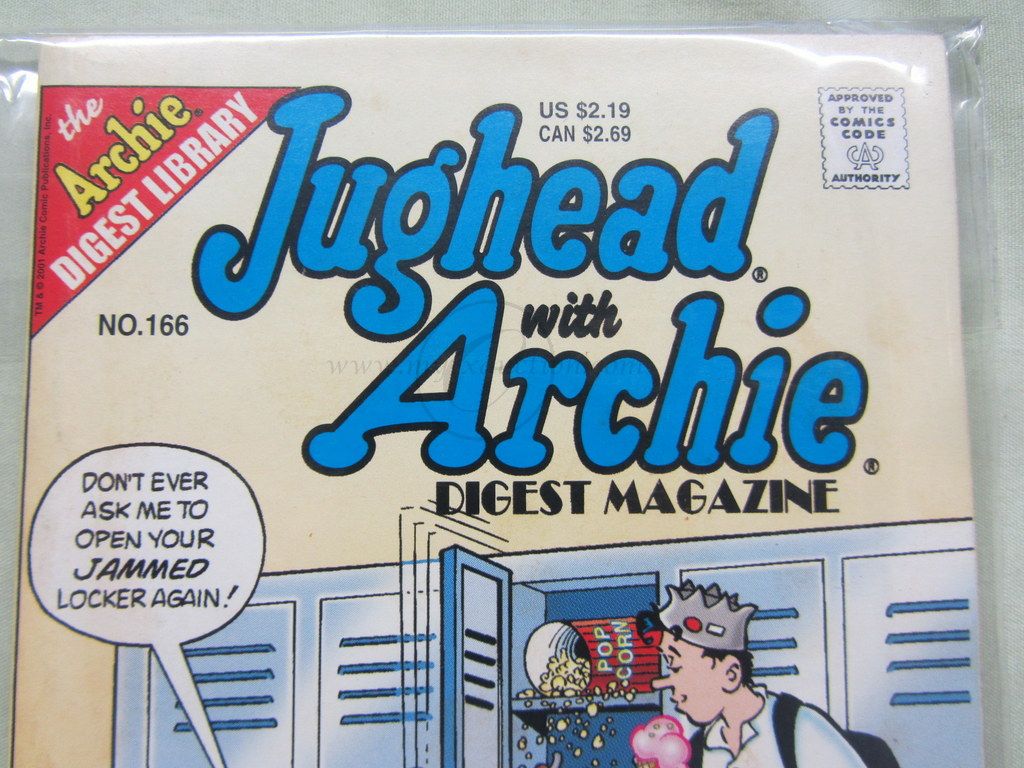 the
Archie
DIGEST LIBRARY
TM & © 2001 Archie Comic Publications, Inc.
US $2.19
CAN $2.69
APPROVED
BY THE
COMICS
CODE
CA
AUTHORITY
Jughead®
with
Archie®
DIGEST MAGAZINE
NO.166
DON'T EVER
ASK ME TO
OPEN YOUR
JAMMED
LOCKER AGAIN!
POP
CORN